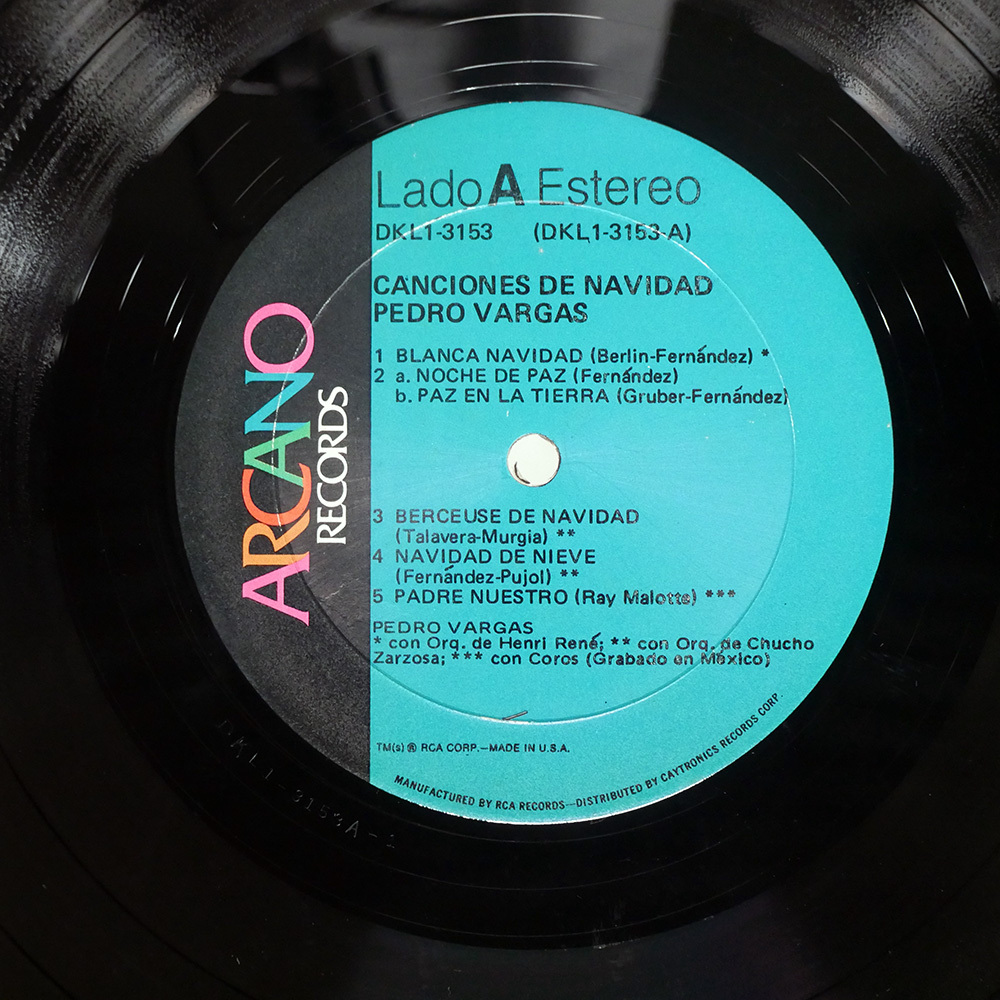 Lado A Estereo
DKL1-3153 (DKL1-3153-A)
CANCIONES DE NAVIDAD
PEDRO VARGAS
1 BLANCA NAVIDAD (Berlin-Fernández) *
2 a. NOCHE DE PAZ (Fernández)
b. PAZ EN LA TIERRA (Gruber-Fernández)
ARCANO
RECORDS
3 BERCEUSE DE NAVIDAD
(Talavera-Murgia) **
4 NAVIDAD DE NIEVE
(Fernández-Pujol) **
5 PADRE NUESTRO (Ray Malotte) ***
PEDRO VARGAS
* con Orq. de Henri René; ** con Orq. de Chucho
Zarzosa; *** con Coros (Grabado en México)
TM(s) ® RCA CORP.—MADE IN U.S.A.
MANUFACTURED BY RCA RECORDS—DISTRIBUTED BY CAYTRONICS RECORDS CORP.